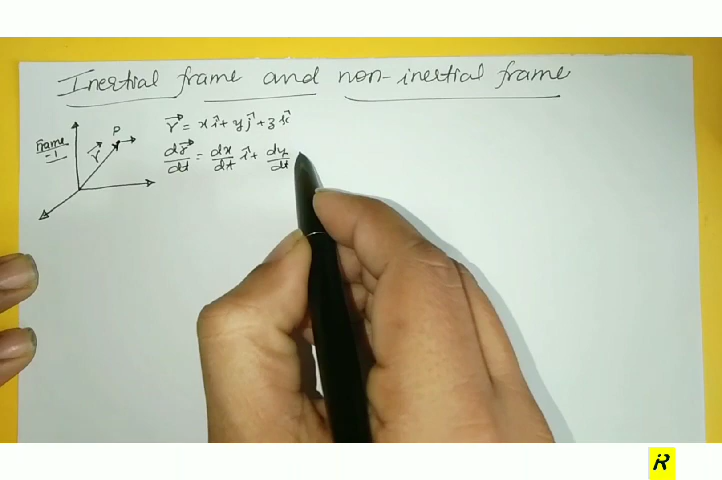 Inertial frame and non-inertial frame
Frame
-1
P
r⃗
r⃗ = x î + y ĵ + z k̂
dr⃗/dt = dx/dt î + dy/dt
R